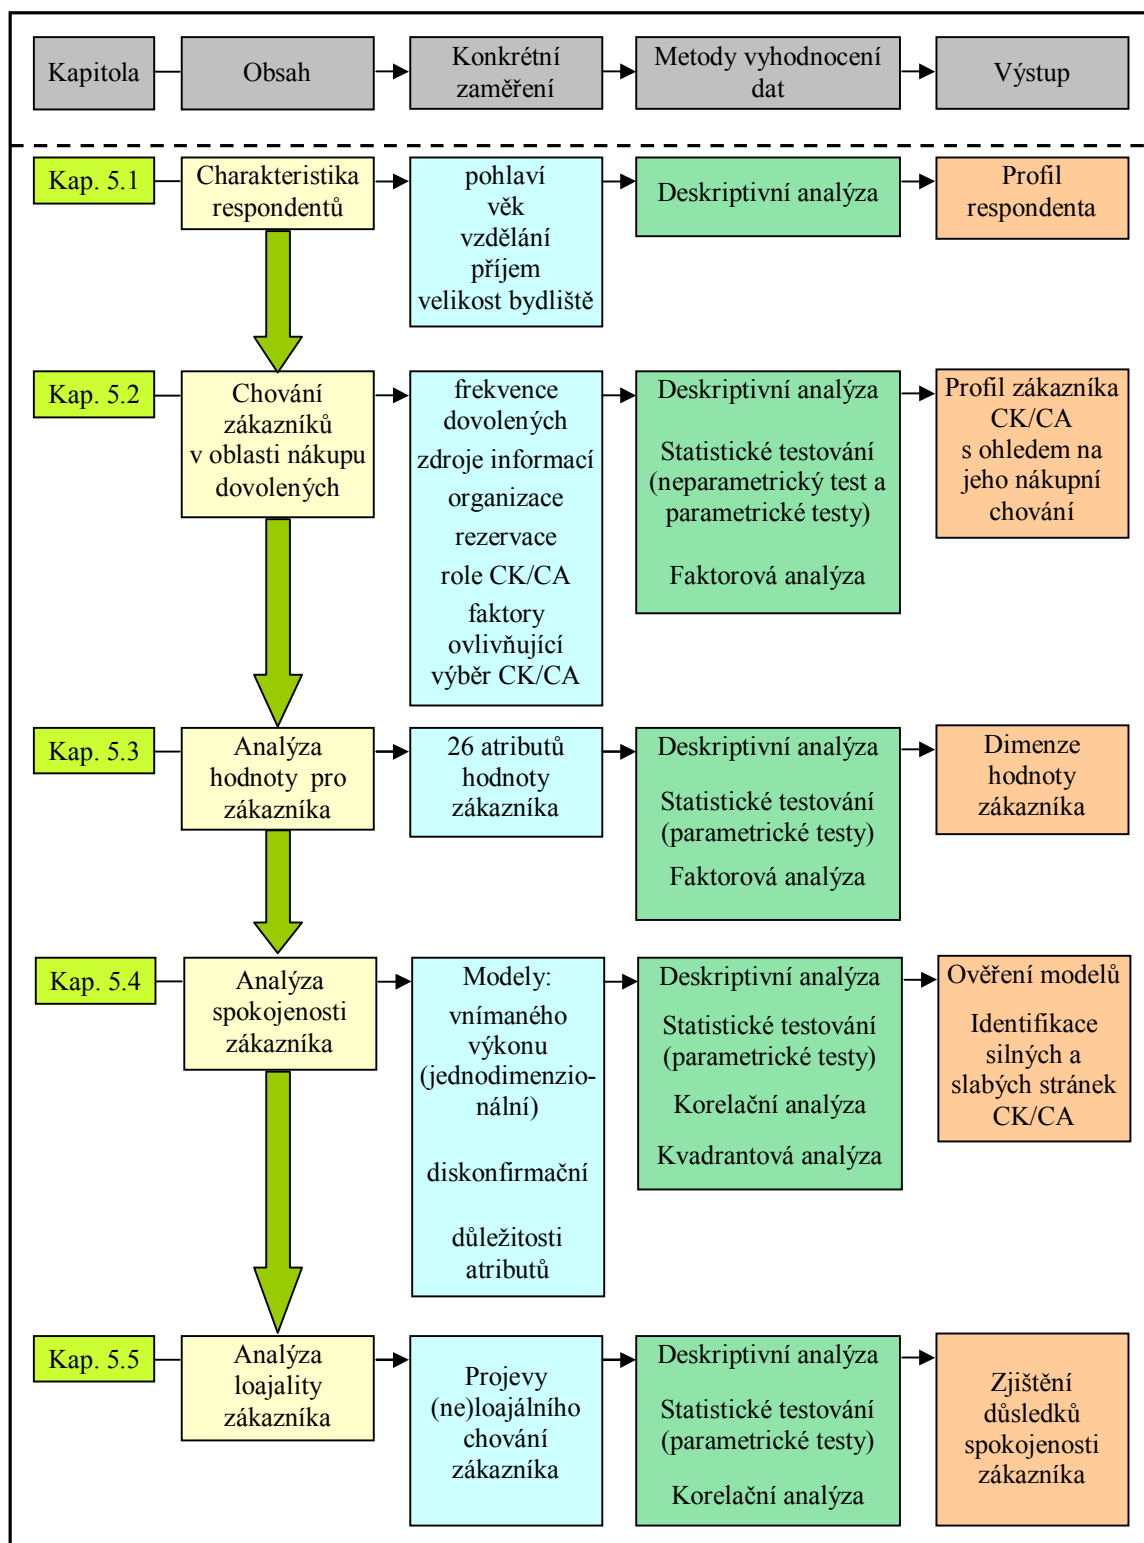 Kapitola
Obsah
Konkrétní
zaměření
Metody vyhodnocení
dat
Výstup
Kap. 5.1
Charakteristika
respondentů
pohlaví
věk
vzdělání
příjem
velikost bydliště
Deskriptivní analýza
Profil
respondenta
Kap. 5.2
Chování
zákazníků
v oblasti nákupu
dovolených
frekvence
dovolených
zdroje informací
organizace
rezervace
role CK/CA
faktory
ovlivňující
výběr CK/CA
Deskriptivní analýza
Statistické testování
(neparametrický test a
parametrické testy)
Faktorová analýza
Profil zákazníka
CK/CA
s ohledem na
jeho nákupní
chování
Kap. 5.3
Analýza
hodnoty pro
zákazníka
26 atributů
hodnoty
zákazníka
Deskriptivní analýza
Statistické testování
(parametrické testy)
Faktorová analýza
Dimenze
hodnoty
zákazníka
Kap. 5.4
Analýza
spokojenosti
zákazníka
Modely:
vnímaného
výkonu
(jednodimenzio-
nální)
diskonfirmační
důležitosti
atributů
Deskriptivní analýza
Statistické testování
(parametrické testy)
Korelační analýza
Kvadrantová analýza
Ověření modelů
Identifikace
silných a
slabých stránek
CK/CA
Kap. 5.5
Analýza
loajality
zákazníka
Projevy
(ne)loajálního
chování
zákazníka
Deskriptivní analýza
Statistické testování
(parametrické testy)
Korelační analýza
Zjištění
důsledků
spokojenosti
zákazníka